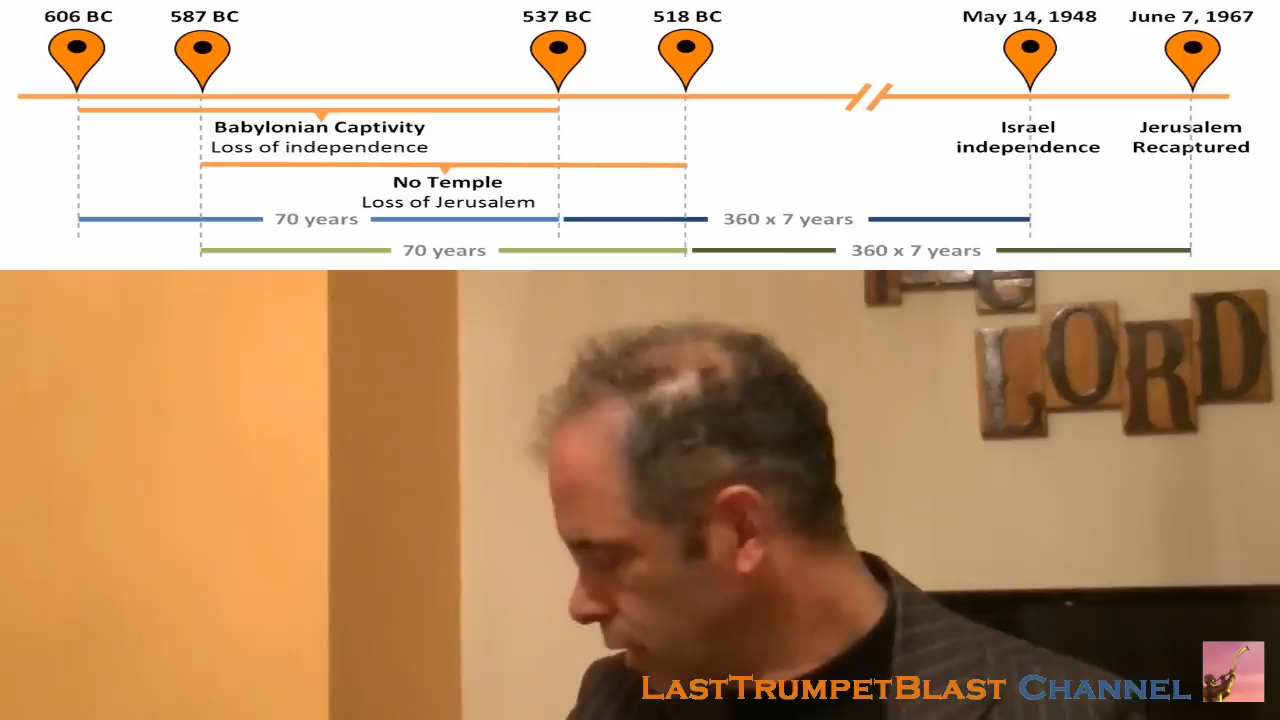 606 BC 587 BC 537 BC 518 BC May 14, 1948 June 7, 1967
Babylonian Captivity
Loss of independence
Israel
independence
Jerusalem
Recaptured
No Temple
Loss of Jerusalem
70 years 360 x 7 years
70 years 360 x 7 years
LORD
LASTTRUMPETBLAST CHANNEL